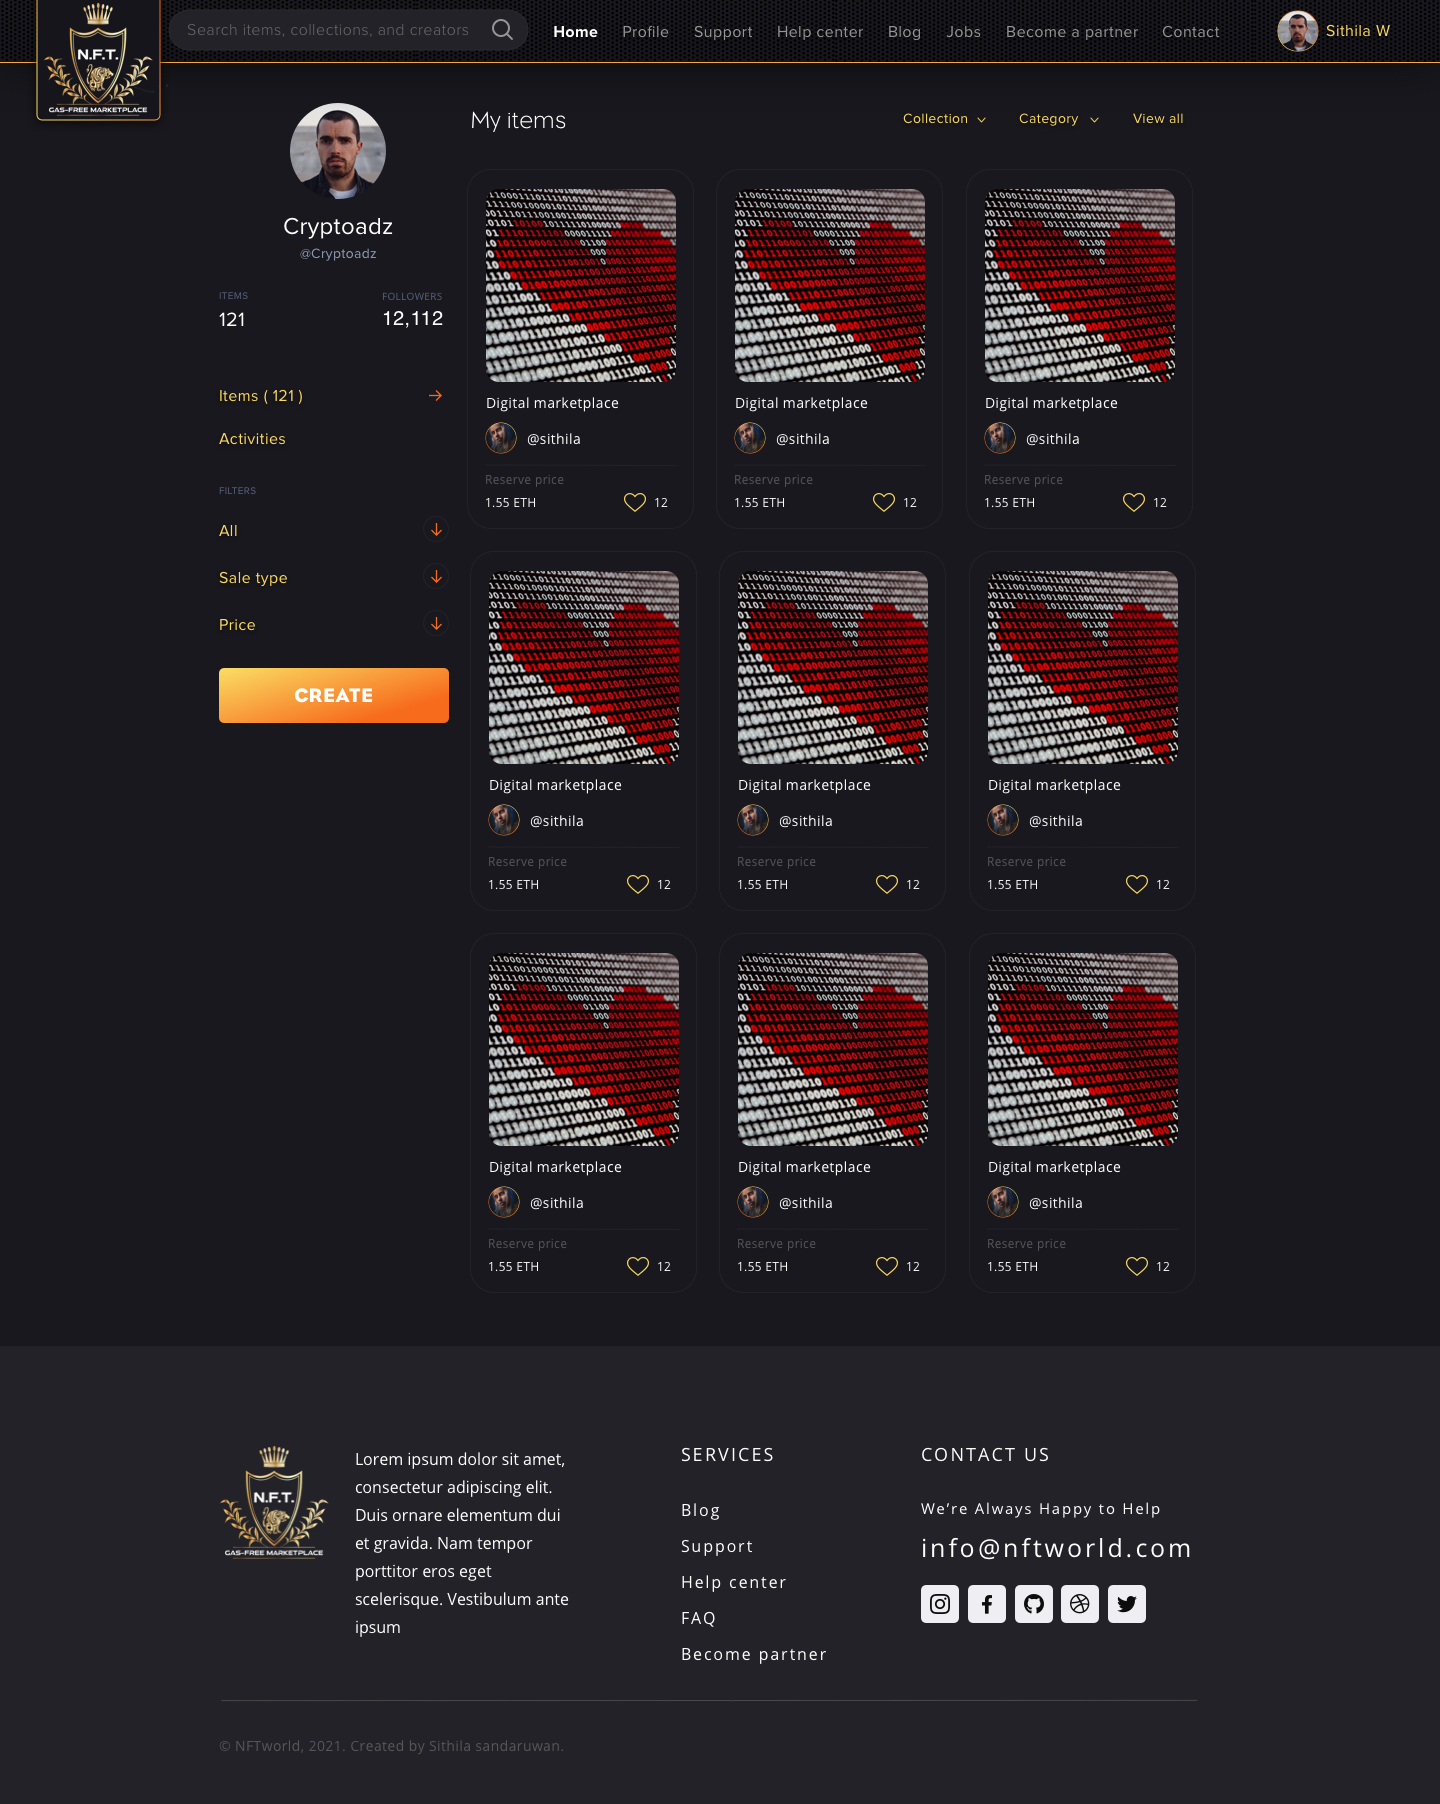 N.F.T.
GAS-FREE MARKETPLACE
Search items, collections, and creators
Home Profile Support Help center Blog Jobs Become a partner Contact
Sithila W
Cryptoadz
@Cryptoadz
ITEMS FOLLOWERS
121 12,112
Items ( 121 )
Activities
FILTERS
All
Sale type
Price
CREATE
My items
Collection Category View all
Digital marketplace Digital marketplace Digital marketplace
@sithila @sithila @sithila
Reserve price Reserve price Reserve price
1.55 ETH 12 1.55 ETH 12 1.55 ETH 12
Digital marketplace Digital marketplace Digital marketplace
@sithila @sithila @sithila
Reserve price Reserve price Reserve price
1.55 ETH 12 1.55 ETH 12 1.55 ETH 12
Digital marketplace Digital marketplace Digital marketplace
@sithila @sithila @sithila
Reserve price Reserve price Reserve price
1.55 ETH 12 1.55 ETH 12 1.55 ETH 12
N.F.T.
GAS-FREE MARKETPLACE
Lorem ipsum dolor sit amet,
consectetur adipiscing elit.
Duis ornare elementum dui
et gravida. Nam tempor
porttitor eros eget
scelerisque. Vestibulum ante
ipsum
SERVICES
Blog
Support
Help center
FAQ
Become partner
CONTACT US
We're Always Happy to Help
info@nftworld.com
© NFTworld, 2021. Created by Sithila sandaruwan.